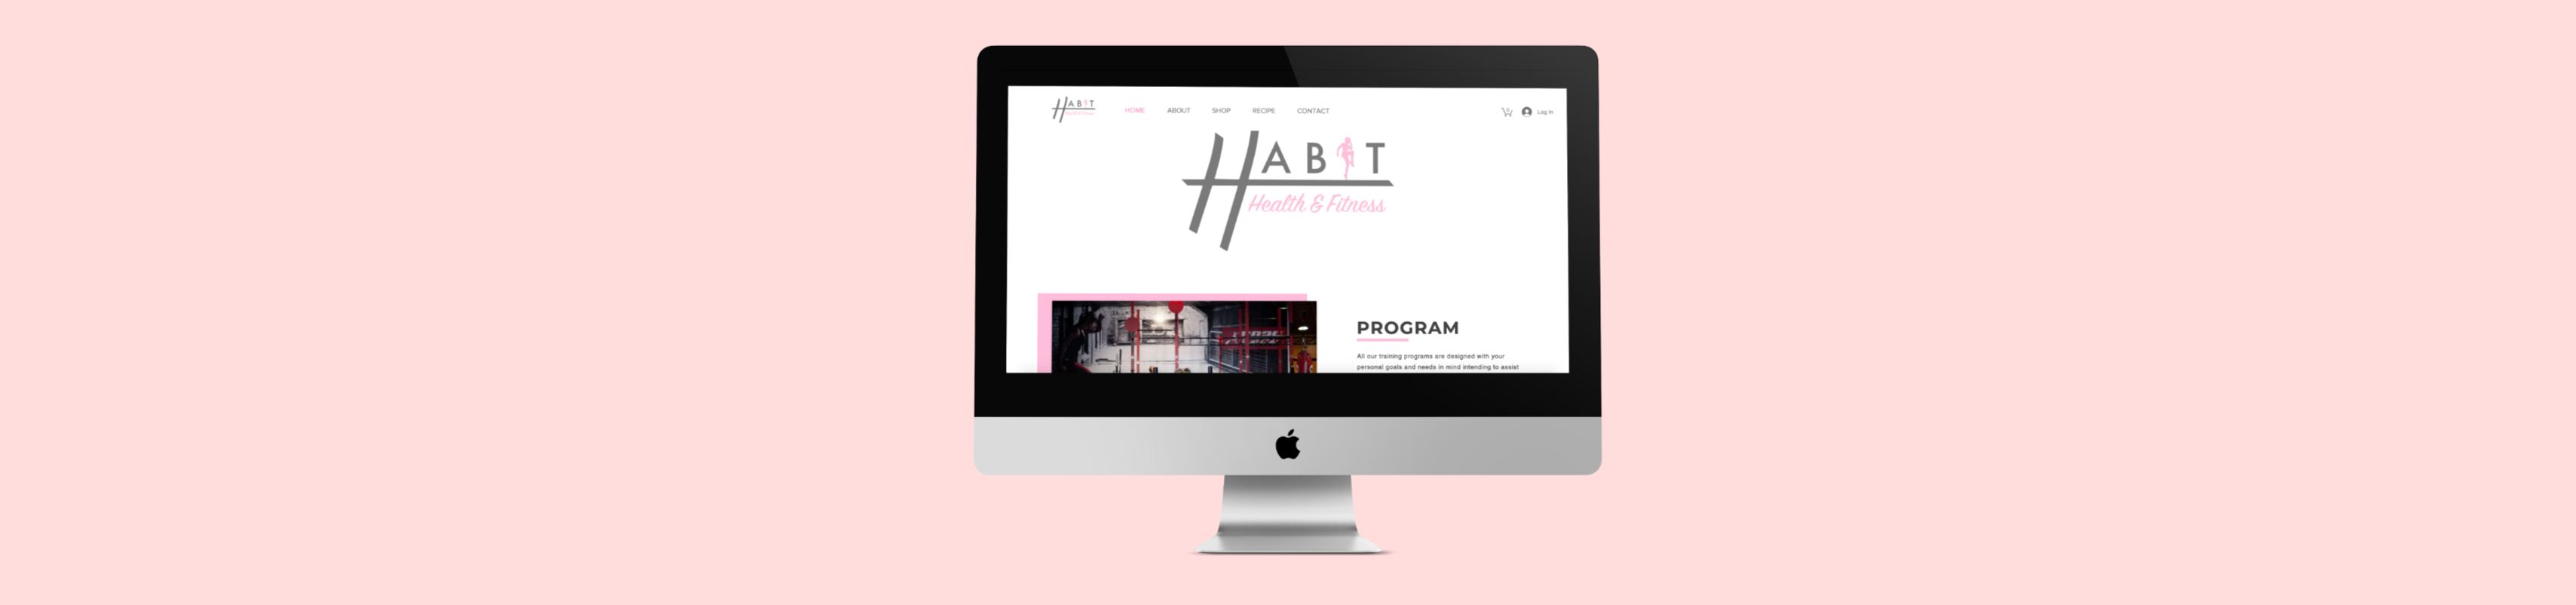 HABIT
Health & Fitness
HOME ABOUT SHOP RECIPE CONTACT
Log In
HABIT
Health & Fitness
PROGRAM
All our training programs are designed with your
personal goals and needs in mind intending to assist